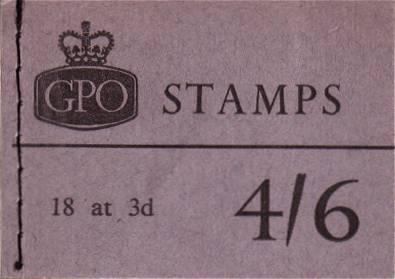 GPO STAMPS
18 at 3d 4/6